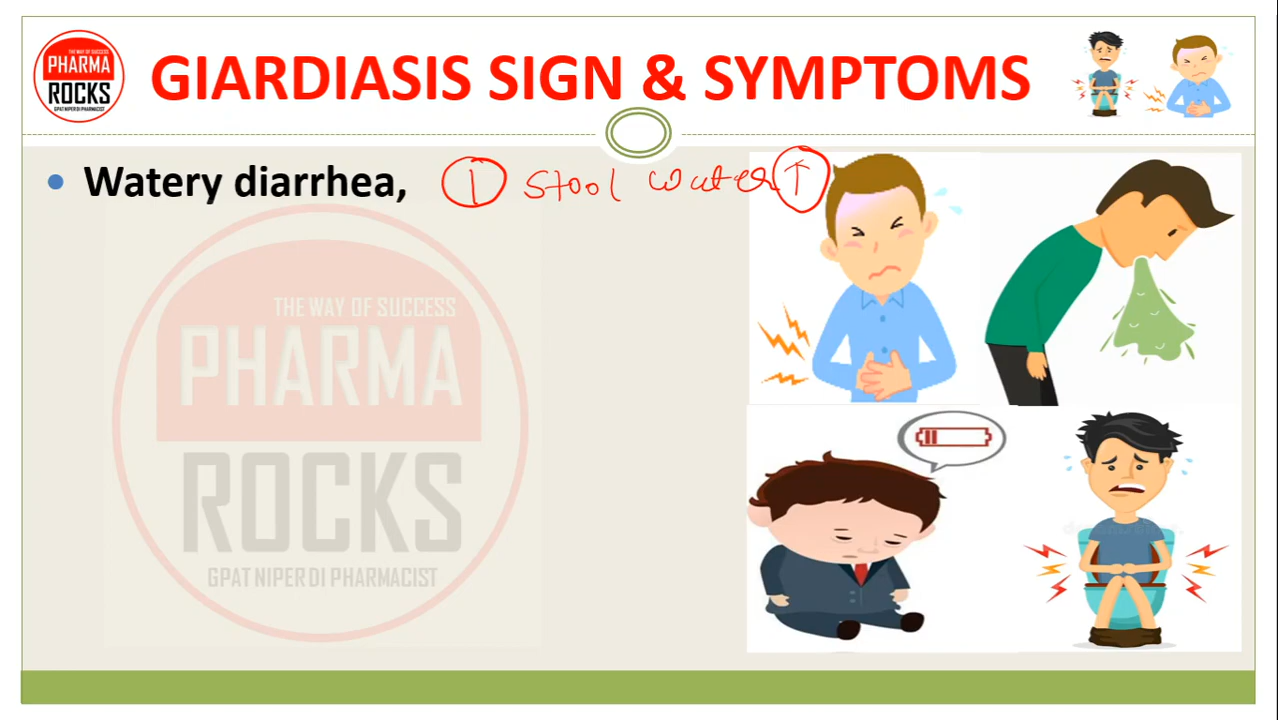 THE WAY OF SUCCESS
PHARMA
ROCKS
GPAT NIPER DI PHARMACIST
GIARDIASIS SIGN & SYMPTOMS
• Watery diarrhea, ① Stool water ↑
THE WAY OF SUCCESS
PHARMA
ROCKS
GPAT NIPER DI PHARMACIST